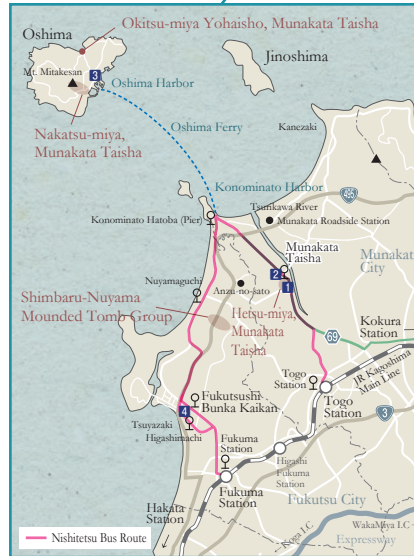 Okitsu-miya Yohaisho, Munakata Taisha
Oshima
Jinoshima
Mt. Mitakesan
3
Oshima Harbor
Nakatsu-miya,
Munakata Taisha
Oshima Ferry
Kanezaki
Konominato Harbor
495
Tsurikawa River
Konominato Hatoba (Pier)
Munakata Roadside Station
Munakata
Taisha
Munakat
City
2
1
Nuyamaguchi
Anzu-no-sato
Shimbaru-Nuyama
Mounded Tomb Group
Hetsu-miya,
Munakata
Taisha
69
Kokura
Station
JR Kagoshima
Main Line
Togo
Station
Togo
Station
3
Fukutsushi
Bunka Kaikan
4
Tsuyazaki
Higashimachi
Fukuma
Station
Higashi
Fukuma
Station
Fukuma
Station
Fukutsu City
Hakata
Station
Koga I.C
WakaMiya I.C
Expressway
Nishitetsu Bus Route